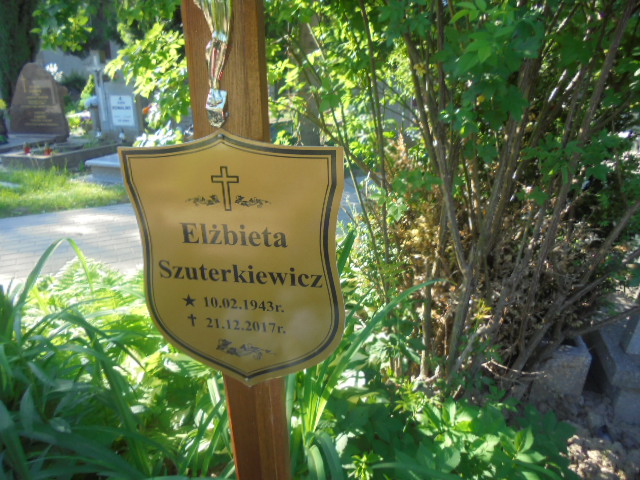 Elżbieta
Szuterkiewicz
★ 10.02.1943r.
✝ 21.12.2017r.